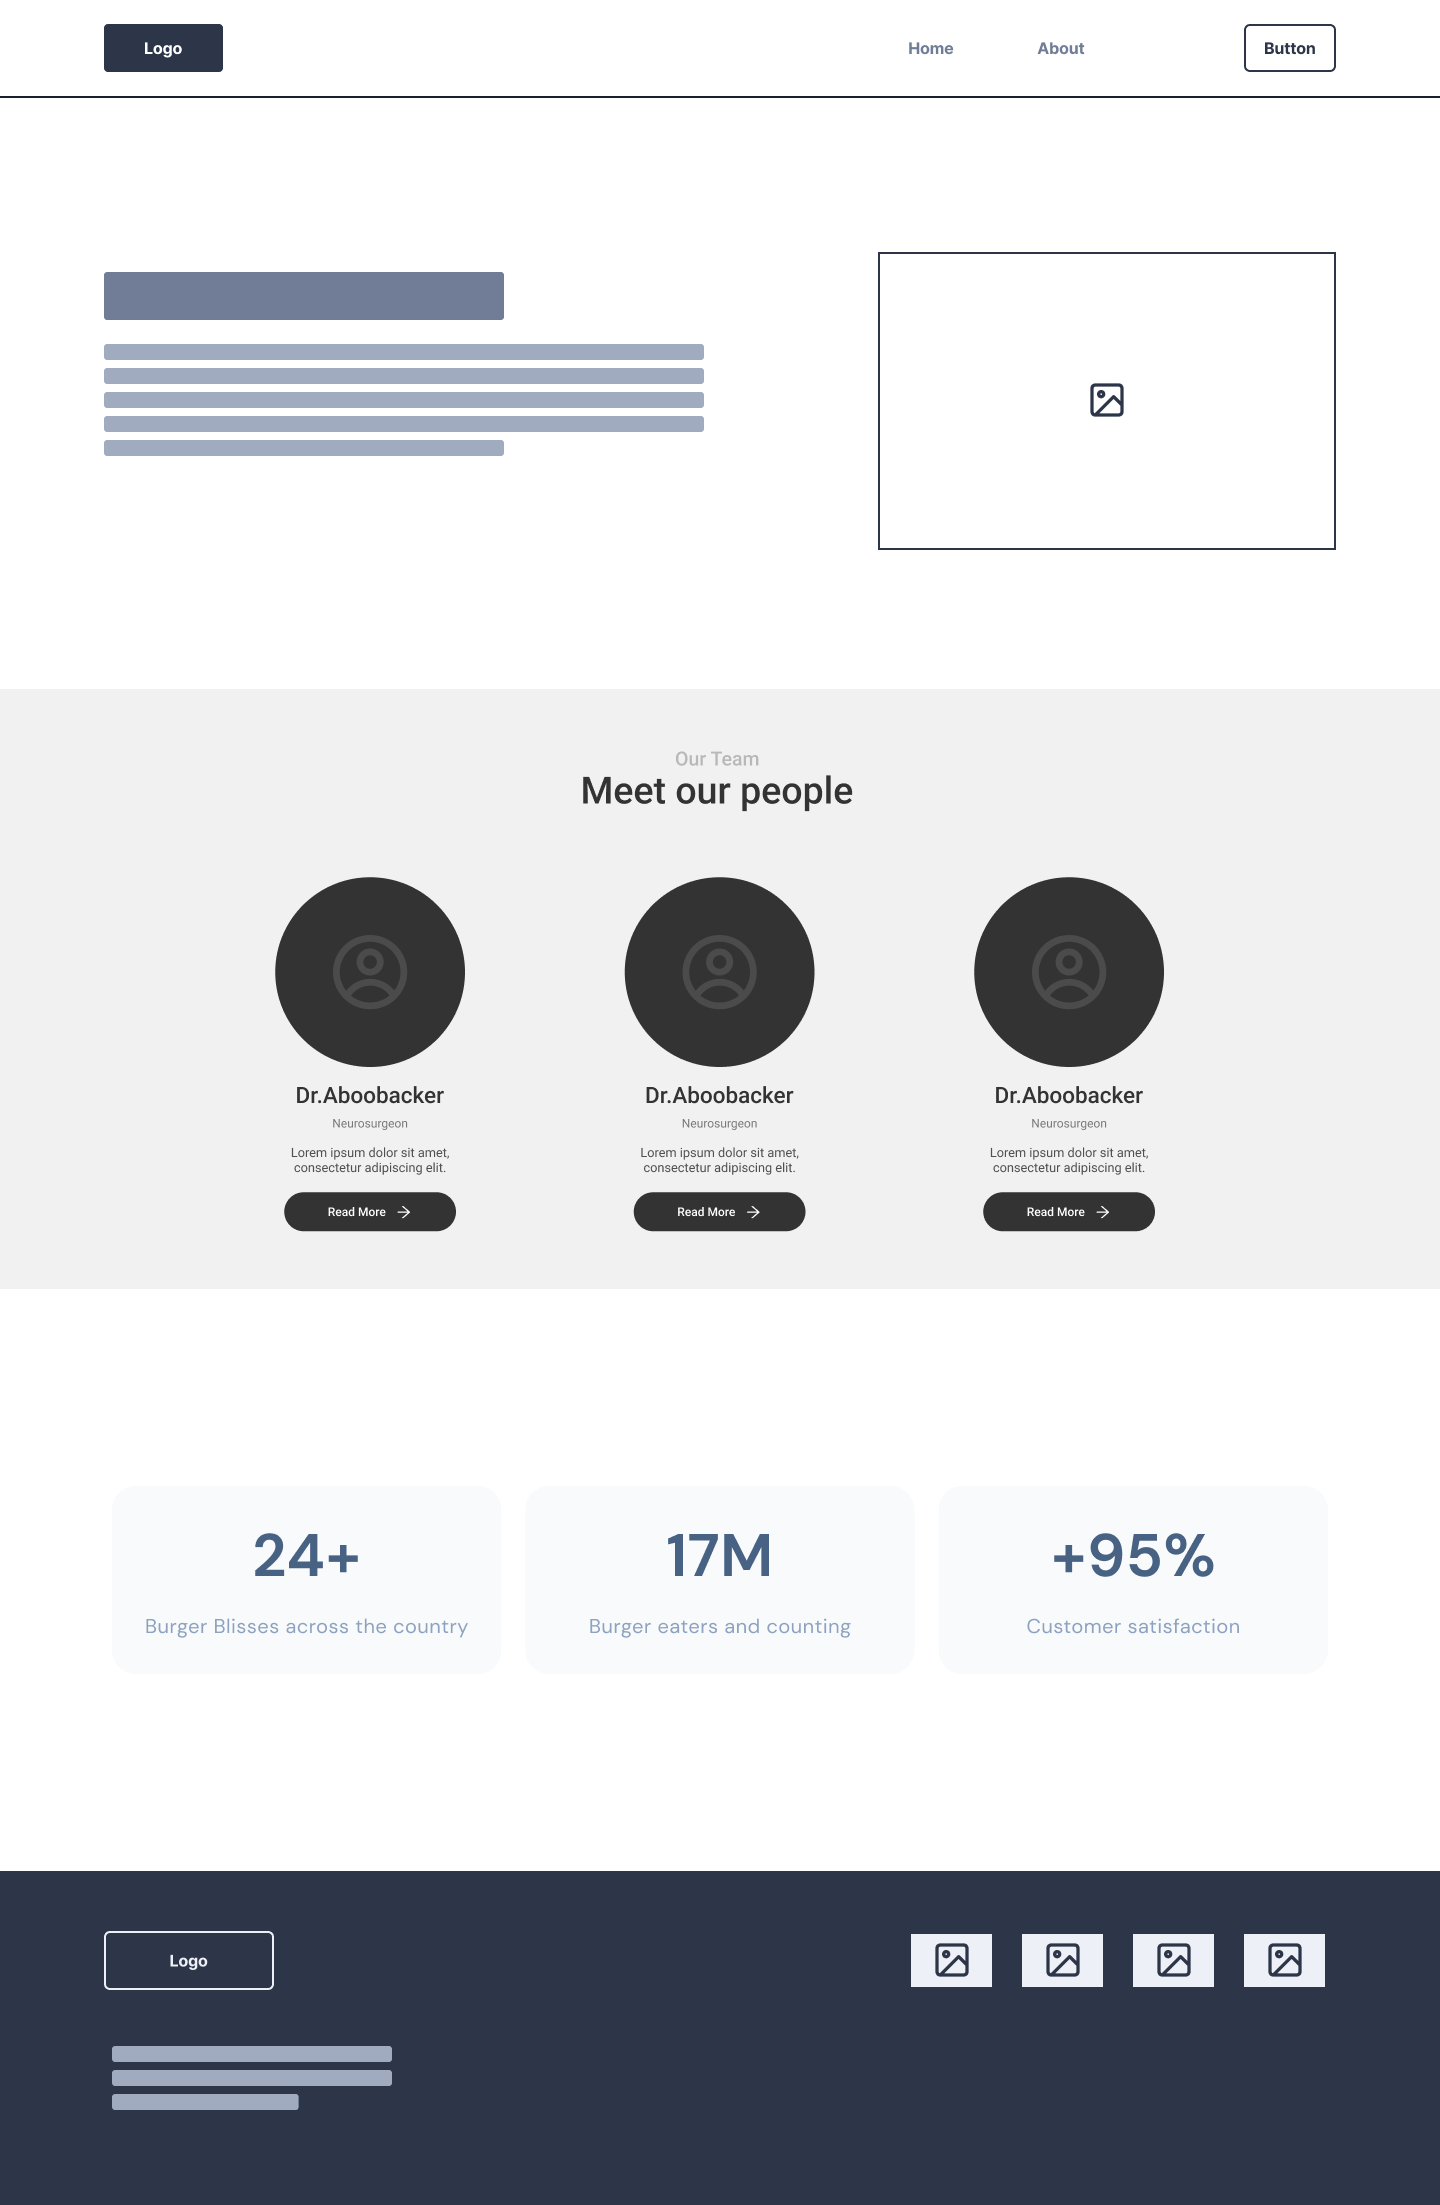 Logo
Home
About
Button
Our Team
Meet our people
Dr.Aboobacker
Neurosurgeon
Lorem ipsum dolor sit amet,
consectetur adipiscing elit.
Read More
Dr.Aboobacker
Neurosurgeon
Lorem ipsum dolor sit amet,
consectetur adipiscing elit.
Read More
Dr.Aboobacker
Neurosurgeon
Lorem ipsum dolor sit amet,
consectetur adipiscing elit.
Read More
24+
Burger Blisses across the country
17M
Burger eaters and counting
+95%
Customer satisfaction
Logo